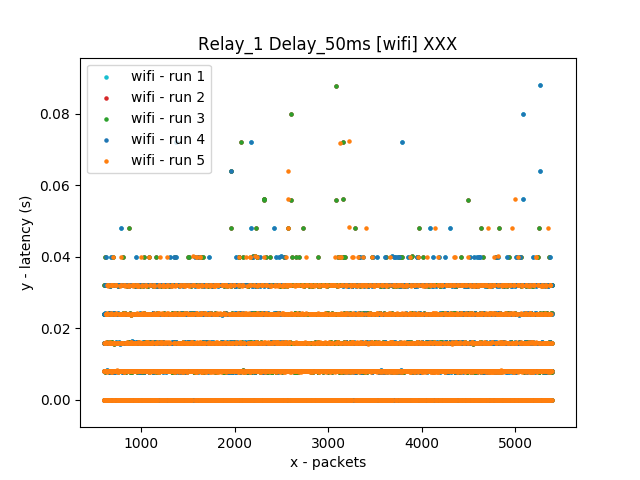 Relay_1 Delay_50ms [wifi] XXX
wifi - run 1
wifi - run 2
wifi - run 3
wifi - run 4
wifi - run 5
y - latency (s)
0.08
0.06
0.04
0.02
0.00
1000 2000 3000 4000 5000
x - packets